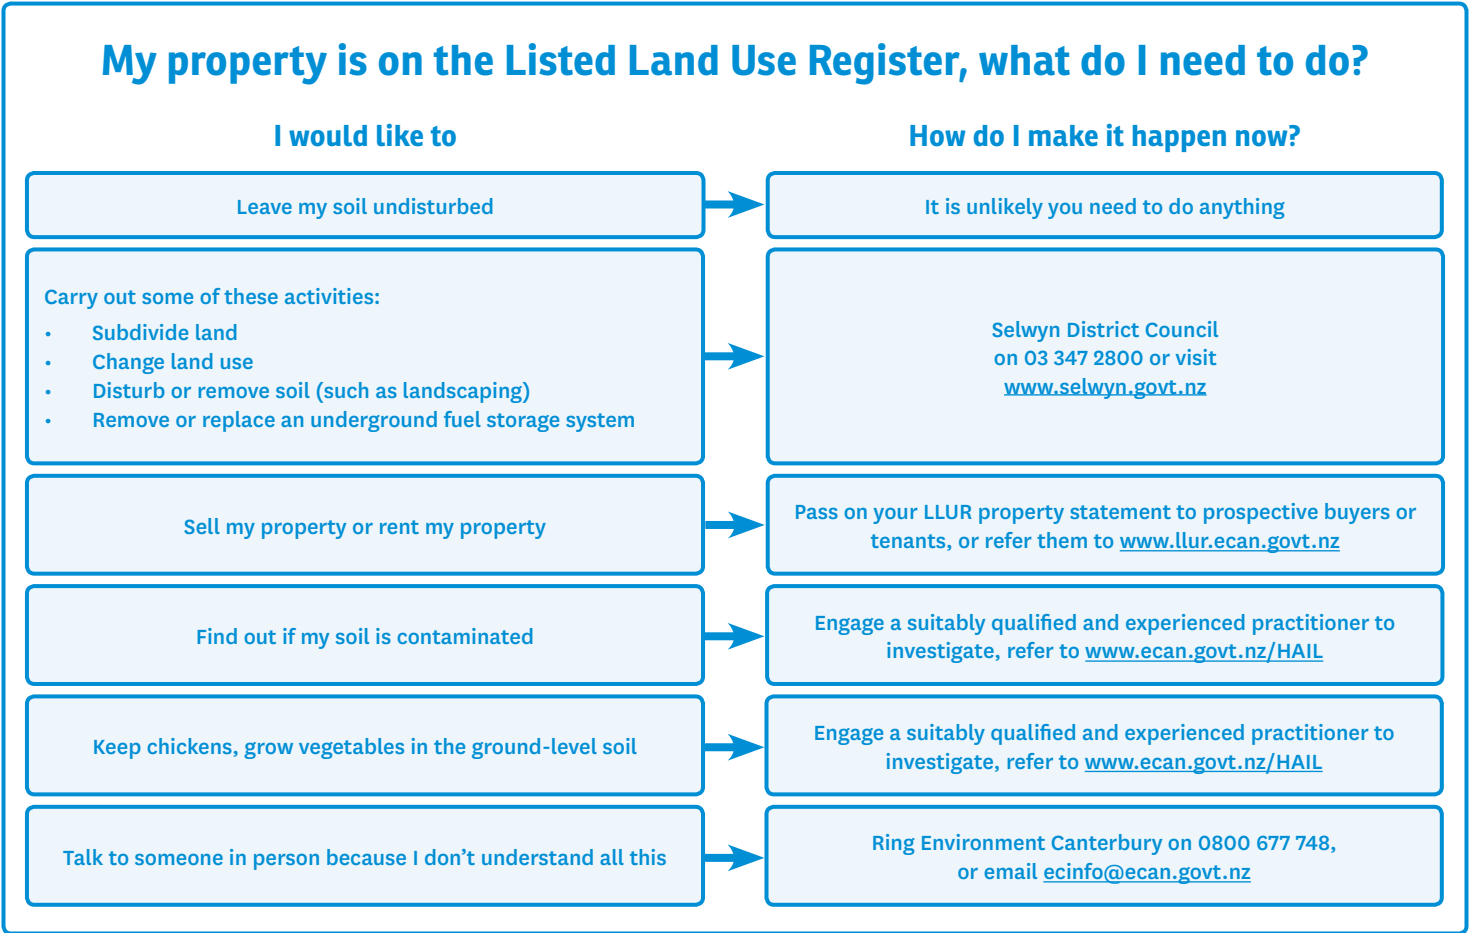 My property is on the Listed Land Use Register, what do I need to do?
I would like to
How do I make it happen now?
Leave my soil undisturbed
It is unlikely you need to do anything
Carry out some of these activities:
• Subdivide land
• Change land use
• Disturb or remove soil (such as landscaping)
• Remove or replace an underground fuel storage system
Selwyn District Council
on 03 347 2800 or visit
www.selwyn.govt.nz
Sell my property or rent my property
Pass on your LLUR property statement to prospective buyers or
tenants, or refer them to www.llur.ecan.govt.nz
Find out if my soil is contaminated
Engage a suitably qualified and experienced practitioner to
investigate, refer to www.ecan.govt.nz/HAIL
Keep chickens, grow vegetables in the ground-level soil
Engage a suitably qualified and experienced practitioner to
investigate, refer to www.ecan.govt.nz/HAIL
Talk to someone in person because I don’t understand all this
Ring Environment Canterbury on 0800 677 748,
or email ecinfo@ecan.govt.nz